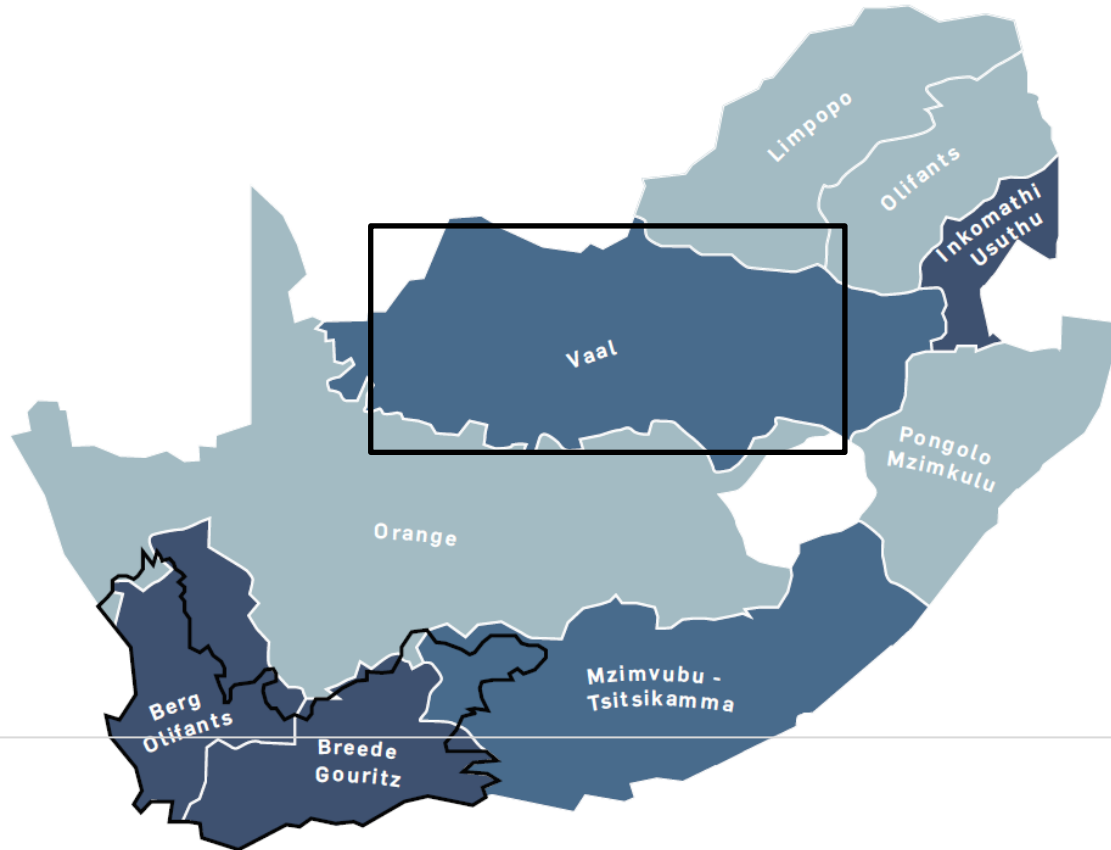 Limpopo
Olifants
Inkomathi
Usuthu
Vaal
Pongolo
Mzimkulu
Orange
Mzimvubu -
Tsitsikamma
Berg
Olifants
Breede
Gouritz